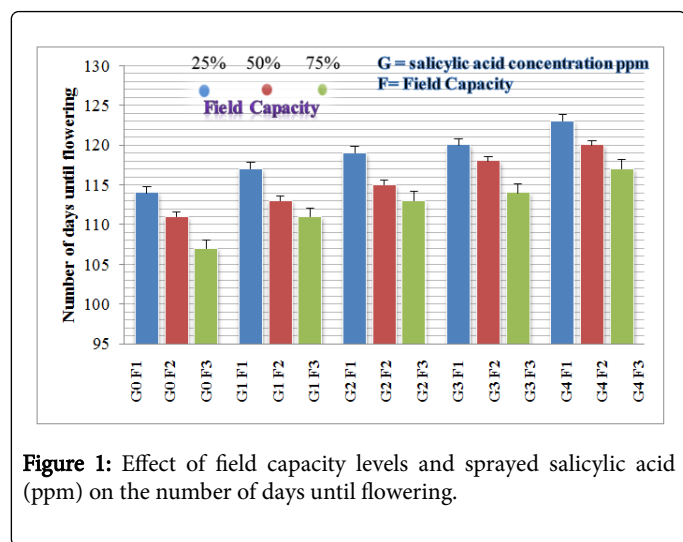 130
125
120
115
110
105
100
95
Number of days until flowering
25% 50% 75%
Field Capacity
G = salicylic acid concentration ppm
F= Field Capacity
G0 F1
G0 F2
G0 F3
G1 F1
G1 F2
G1 F3
G2 F1
G2 F2
G2 F3
G3 F1
G3 F2
G3 F3
G4 F1
G4 F2
G4 F3
Figure 1: Effect of field capacity levels and sprayed salicylic acid
(ppm) on the number of days until flowering.